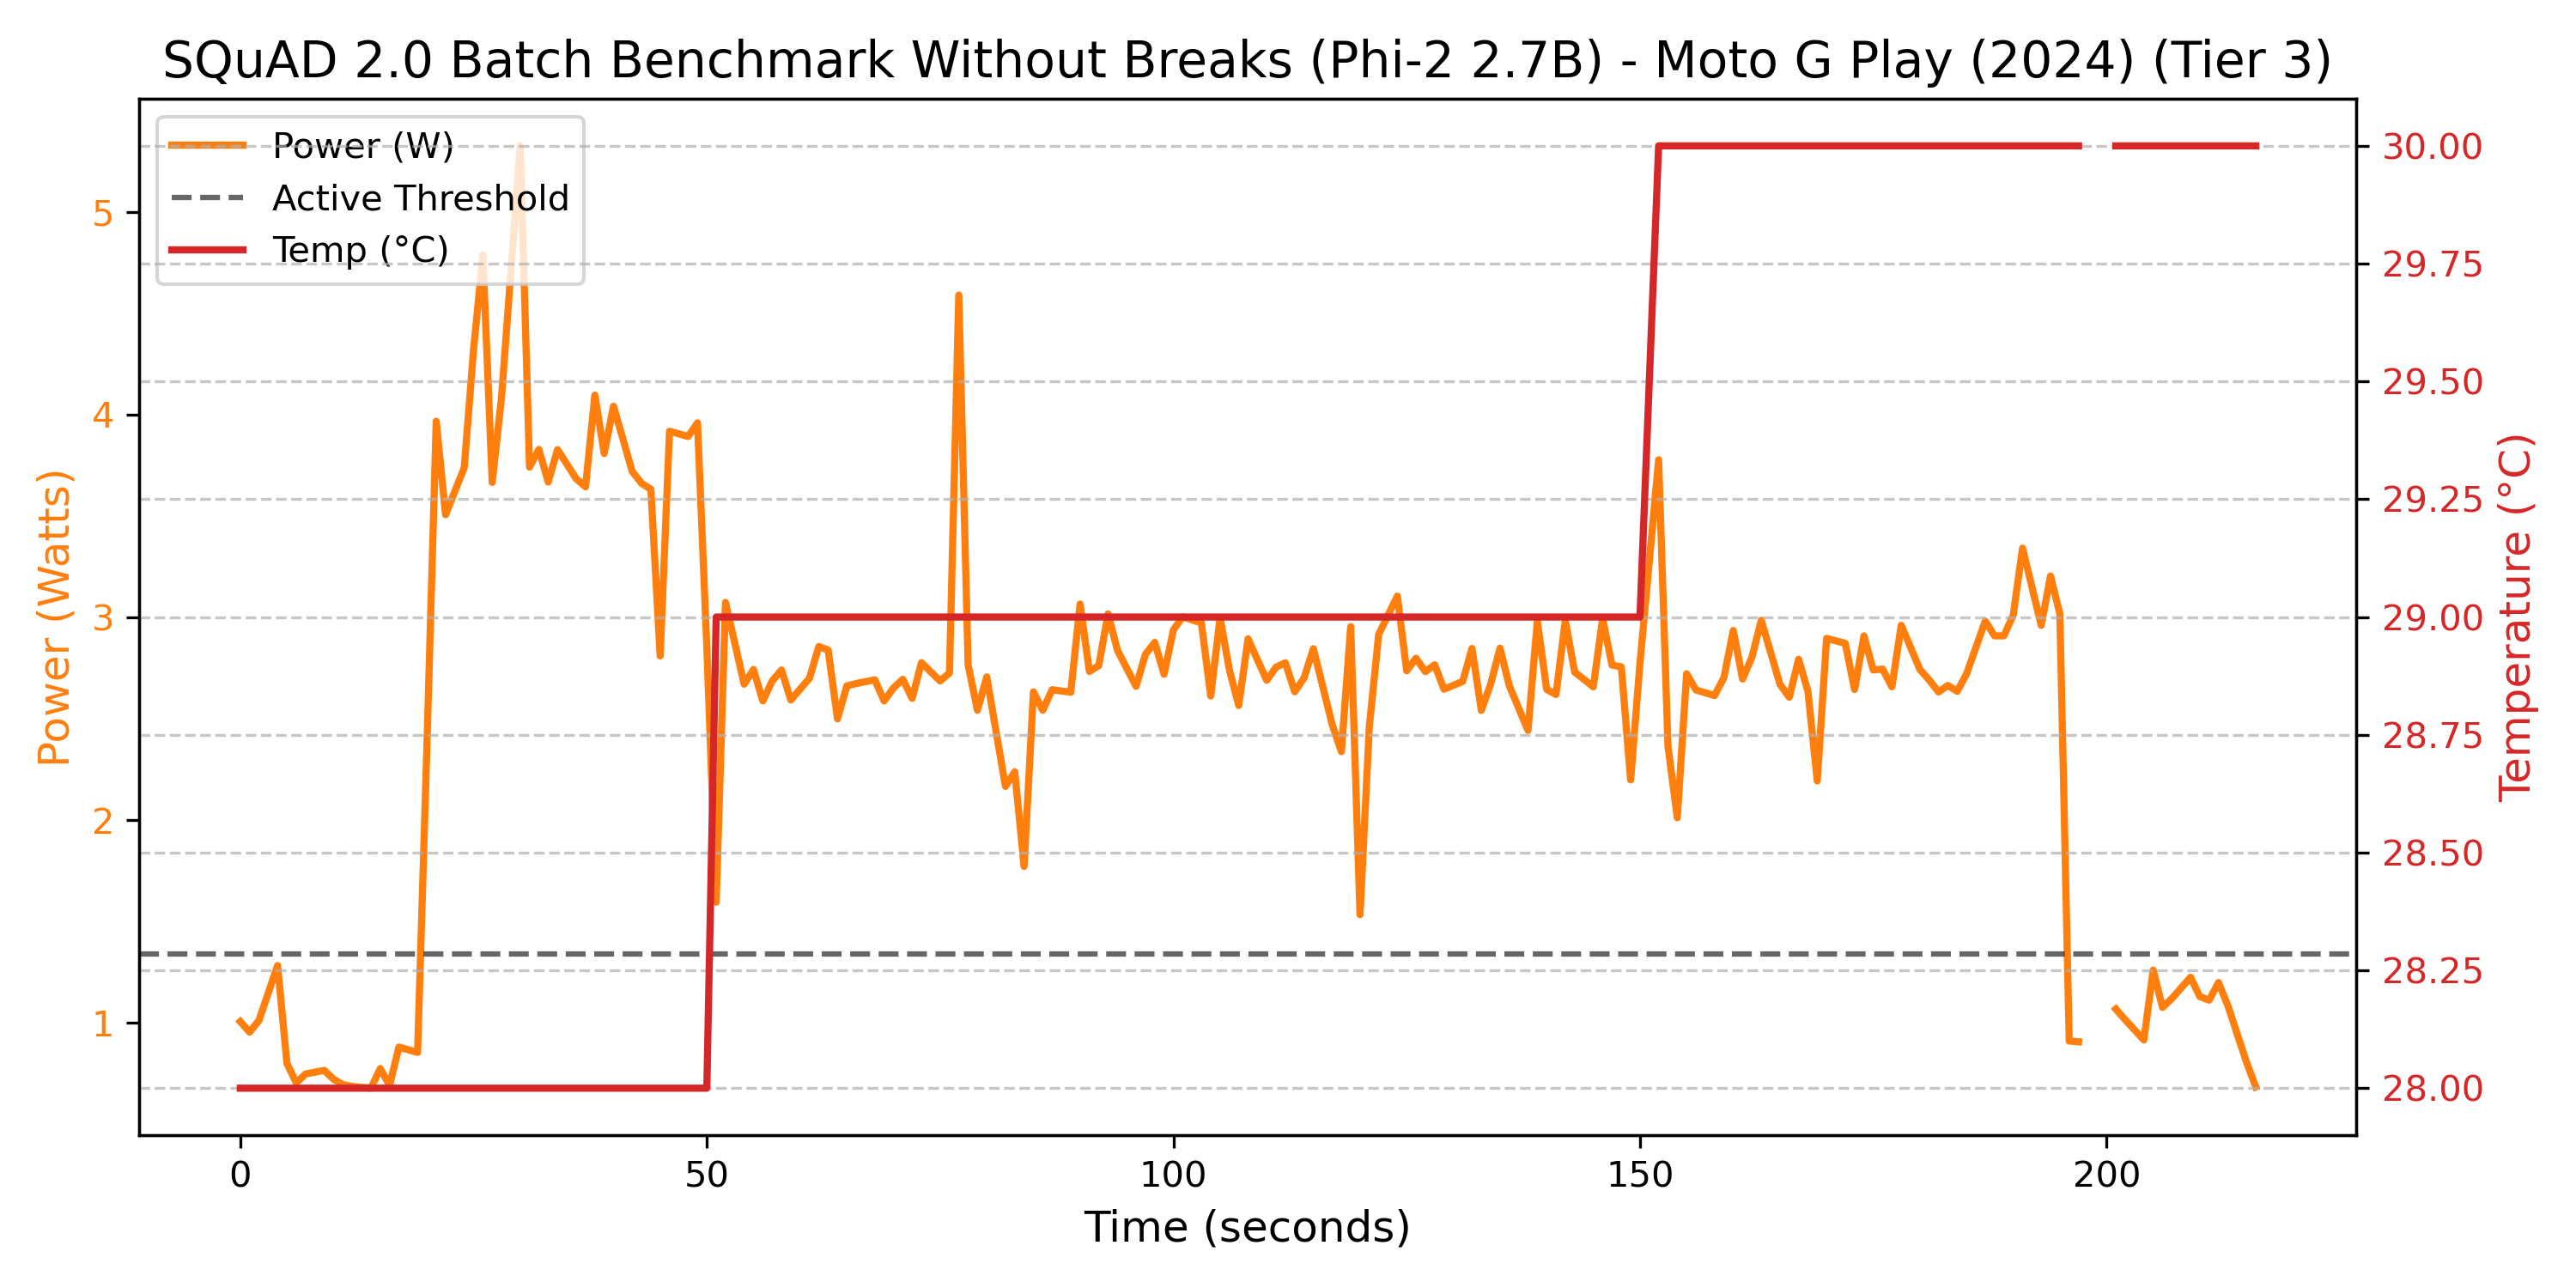 SQuAD 2.0 Batch Benchmark Without Breaks (Phi-2 2.7B) - Moto G Play (2024) (Tier 3)
Power (W)
Active Threshold
Temp (°C)
Power (Watts)
5
4
3
2
1
30.00
29.75
29.50
29.25
29.00
28.75
28.50
28.25
28.00
Temperature (°C)
0
50
100
150
200
Time (seconds)